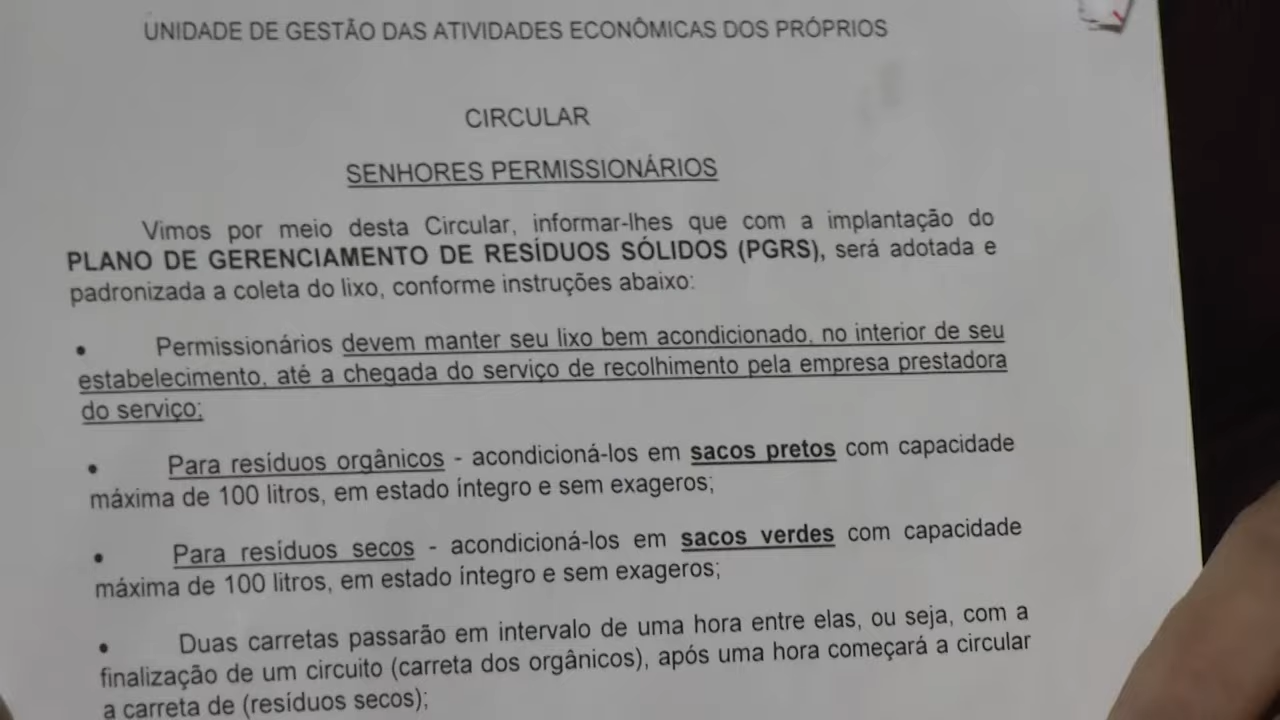 UNIDADE DE GESTÃO DAS ATIVIDADES ECONÔMICAS DOS PRÓPRIOS
CIRCULAR
SENHORES PERMISSIONÁRIOS
Vimos por meio desta Circular, informar-lhes que com a implantação do
PLANO DE GERENCIAMENTO DE RESÍDUOS SÓLIDOS (PGRS), será adotada e
padronizada a coleta do lixo, conforme instruções abaixo:
• Permissionários devem manter seu lixo bem acondicionado, no interior de seu
estabelecimento, até a chegada do serviço de recolhimento pela empresa prestadora
do serviço;
• Para resíduos orgânicos - acondicioná-los em sacos pretos com capacidade
máxima de 100 litros, em estado íntegro e sem exageros;
• Para resíduos secos - acondicioná-los em sacos verdes com capacidade
máxima de 100 litros, em estado íntegro e sem exageros;
• Duas carretas passarão em intervalo de uma hora entre elas, ou seja, com a
finalização de um circuito (carreta dos orgânicos), após uma hora começará a circular
a carreta de (resíduos secos);